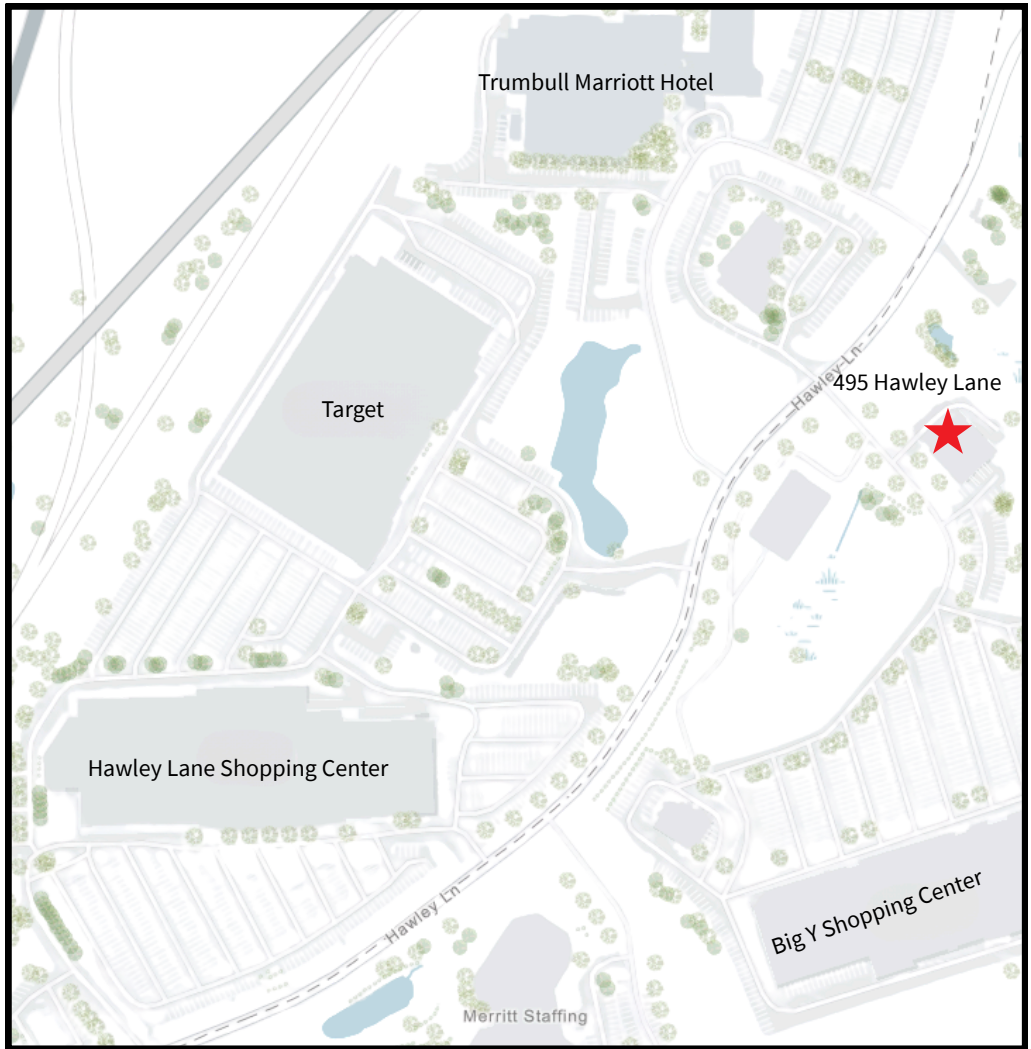 Trumbull Marriott Hotel
Hawley Ln
495 Hawley Lane
Target
Hawley Lane Shopping Center
Big Y Shopping Center
Hawley Ln
Merritt Staffing